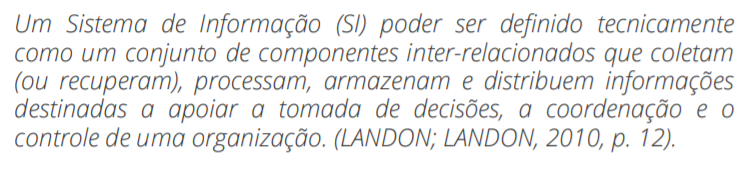 Um Sistema de Informação (SI) poder ser definido tecnicamente
como um conjunto de componentes inter-relacionados que coletam
(ou recuperam), processam, armazenam e distribuem informações
destinadas a apoiar a tomada de decisões, a coordenação e o
controle de uma organização. (LANDON; LANDON, 2010, p. 12).